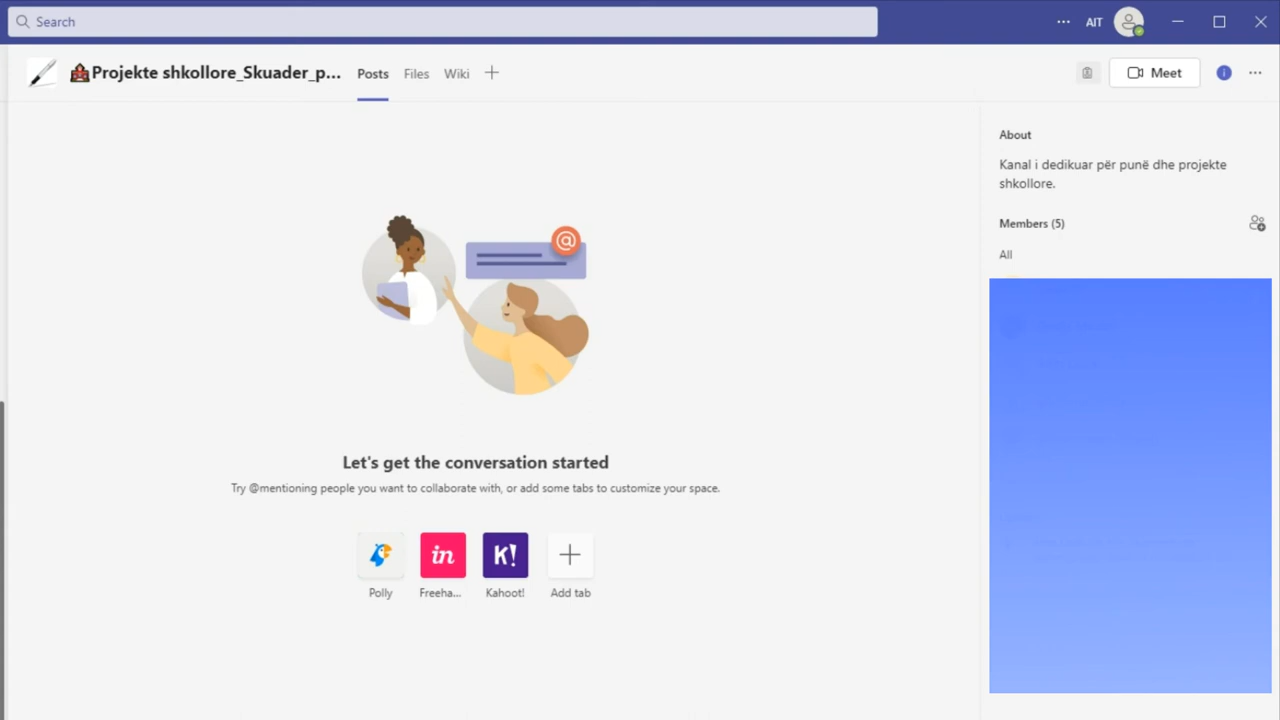 Search
AIT
Projekte shkollore_Skuader_p...
Posts
Files
Wiki
Meet
About
Kanal i dedikuar për punë dhe projekte
shkollore.
Members (5)
All
@
Let's get the conversation started
Try @mentioning people you want to collaborate with, or add some tabs to customize your space.
in
K!
Polly
Freeha...
Kahoot!
Add tab